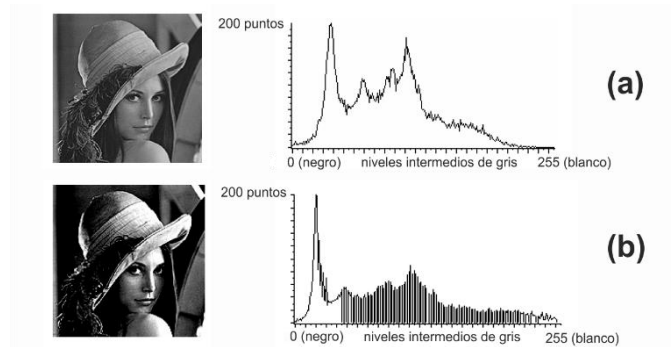 200 puntos
(a)
0 (negro) niveles intermedios de gris 255 (blanco)
200 puntos
(b)
0 (negro) niveles intermedios de gris 255 (blanco)